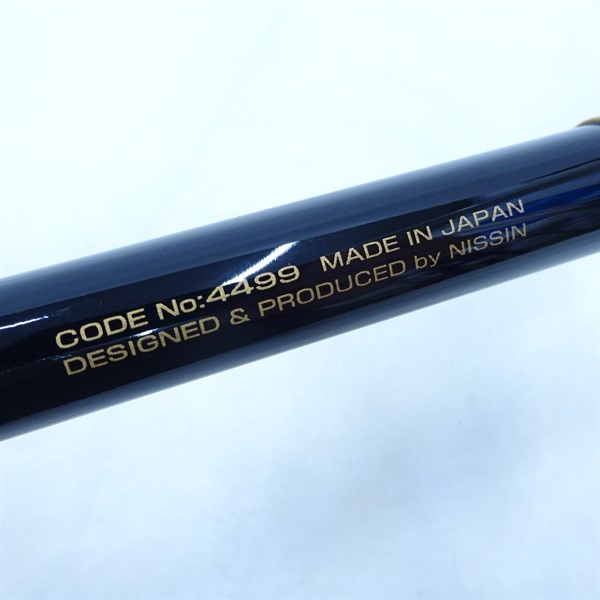 CODE No:4499 MADE IN JAPAN
DESIGNED & PRODUCED by NISSIN